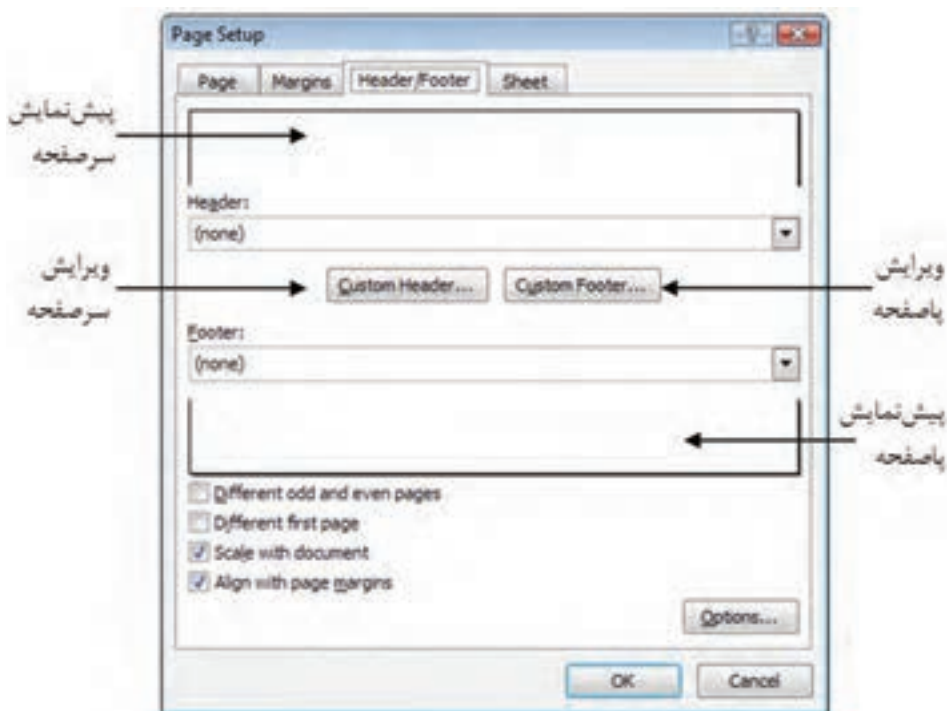 Page Setup
Page Margins Header/Footer Sheet
پیش‌نمایش
سرصفحه
Header:
(none)
ویرایش
سرصفحه
Custom Header... Custom Footer...
ویرایش
پاصفحه
Footer:
(none)
پیش‌نمایش
پاصفحه
Different odd and even pages
Different first page
Scale with document
Align with page margins
Options...
OK Cancel